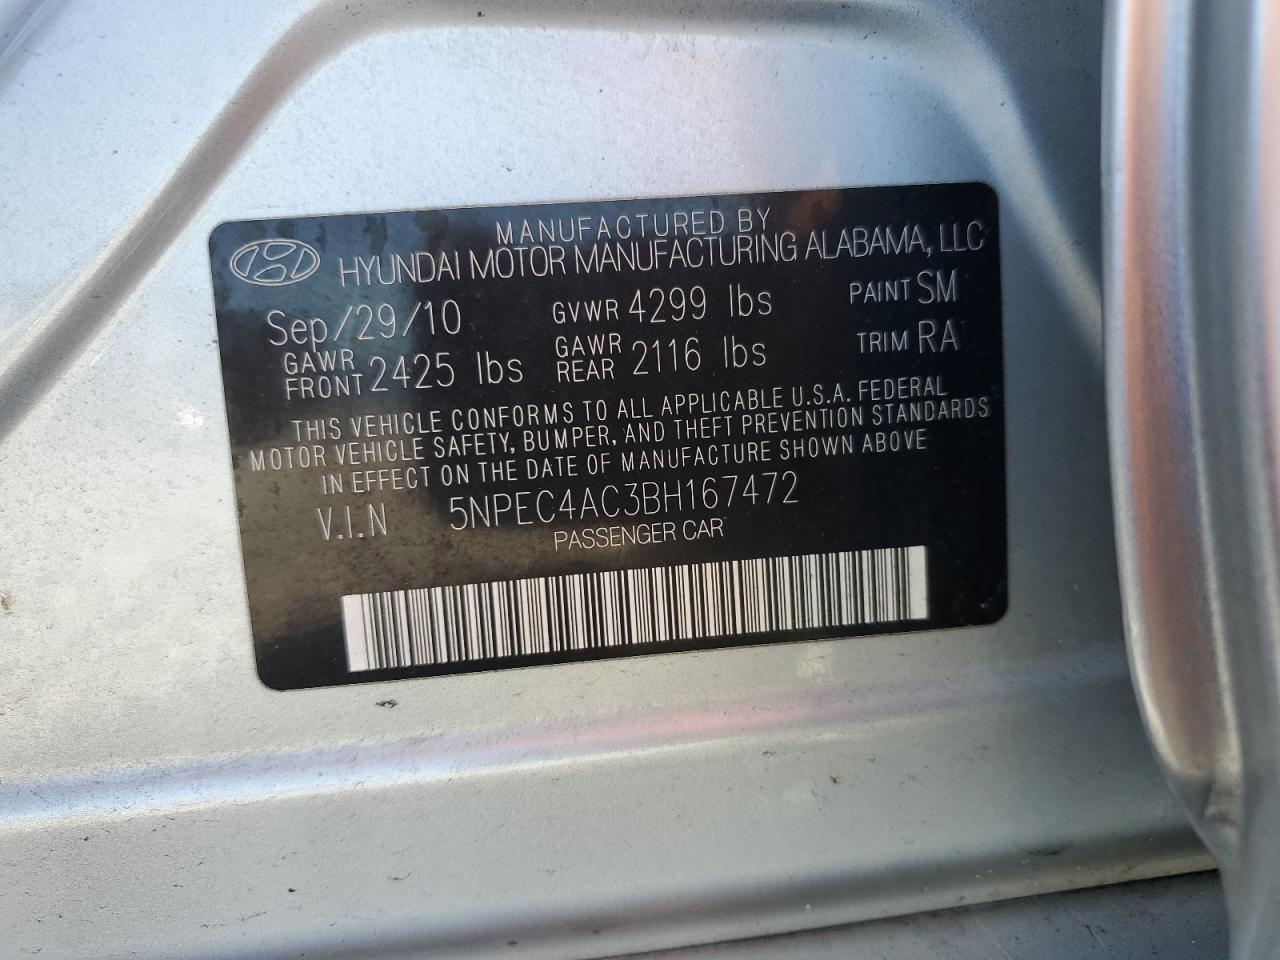 MANUFACTURED BY
HYUNDAI MOTOR MANUFACTURING ALABAMA, LLC
Sep/29/10 GVWR 4299 lbs PAINT SM
GAWR FRONT 2425 lbs GAWR REAR 2116 lbs TRIM RA
THIS VEHICLE CONFORMS TO ALL APPLICABLE U.S.A. FEDERAL
MOTOR VEHICLE SAFETY, BUMPER, AND THEFT PREVENTION STANDARDS
IN EFFECT ON THE DATE OF MANUFACTURE SHOWN ABOVE
V.I.N 5NPEC4AC3BH167472
PASSENGER CAR